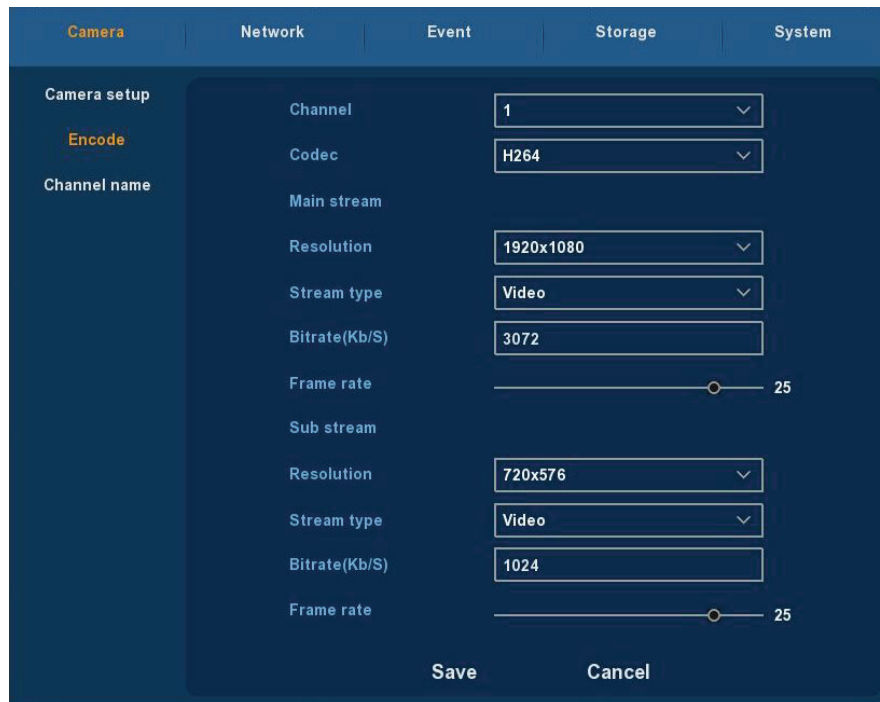 Camera Network Event Storage System
Camera setup
Encode
Channel name
Channel 1
Codec H264
Main stream
Resolution 1920x1080
Stream type Video
Bitrate(Kb/S) 3072
Frame rate 25
Sub stream
Resolution 720x576
Stream type Video
Bitrate(Kb/S) 1024
Frame rate 25
Save Cancel